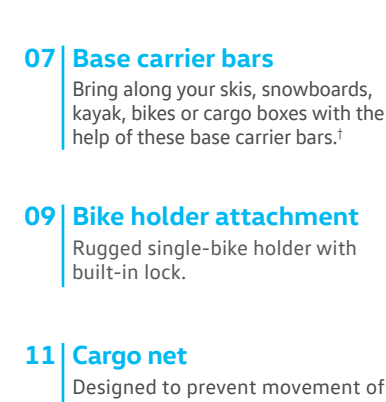 07 Base carrier bars
Bring along your skis, snowboards,
kayak, bikes or cargo boxes with the
help of these base carrier bars.†
09 Bike holder attachment
Rugged single-bike holder with
built-in lock.
11 Cargo net
Designed to prevent movement of